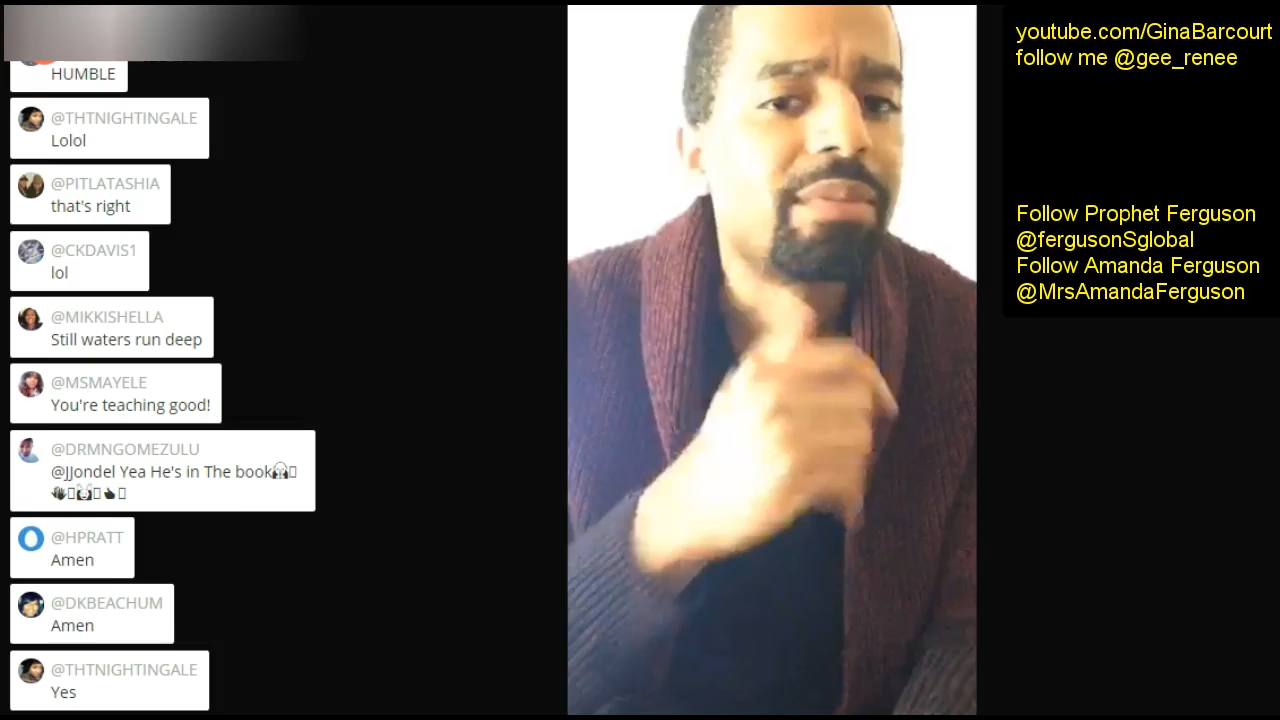 HUMBLE
@THTNIGHTINGALE
Lolol
@PITLATASHIA
that's right
@CKDAVIS1
lol
@MIKKISHELLA
Still waters run deep
@MSMAYELE
You're teaching good!
@DRMNGOMEZULU
@JJondel Yea He's in The book
@HPRATT
Amen
@DKBEACHUM
Amen
@THTNIGHTINGALE
Yes
youtube.com/GinaBarcourt
follow me @gee_renee
Follow Prophet Ferguson
@fergusonSglobal
Follow Amanda Ferguson
@MrsAmandaFerguson